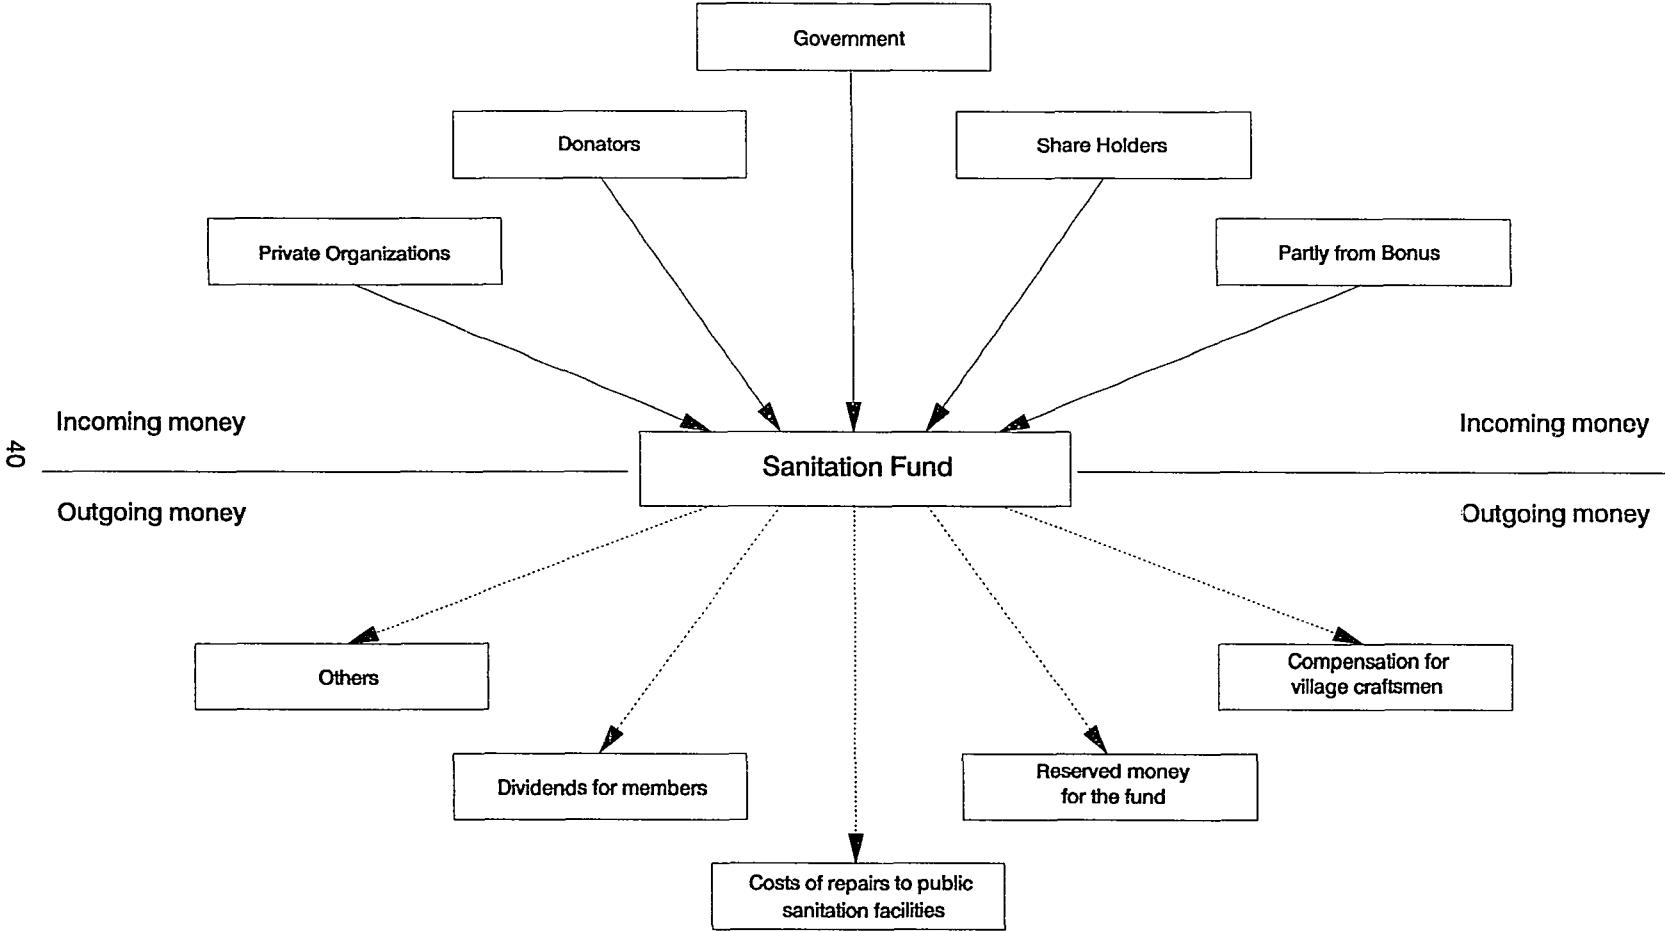 Government
Donators
Share Holders
Private Organizations
Partly from Bonus
Incoming money
Incoming money
40
Sanitation Fund
Outgoing money
Outgoing money
Others
Compensation for
village craftsmen
Dividends for members
Reserved money
for the fund
Costs of repairs to public
sanitation facilities